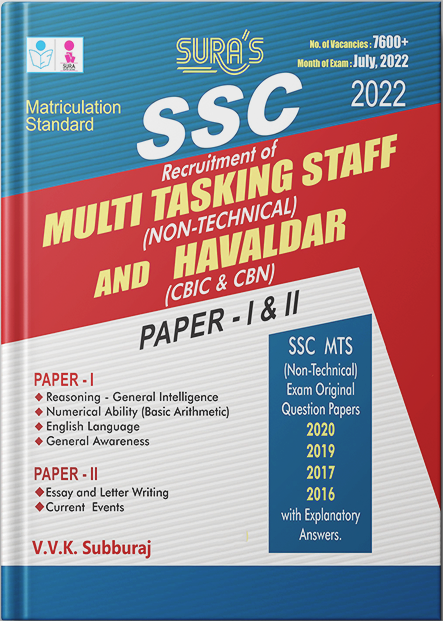 SURA'S
No. of Vacancies : 7600+
Month of Exam : July, 2022
SURA
Matriculation
Standard
2022
SSC
Recruitment of
MULTI TASKING STAFF
(NON-TECHNICAL)
AND HAVALDAR
(CBIC & CBN)
PAPER - I & II
PAPER - I
Reasoning - General Intelligence
Numerical Ability (Basic Arithmetic)
English Language
General Awareness
PAPER - II
Essay and Letter Writing
Current Events
V.V.K. Subburaj
SSC MTS
(Non-Technical)
Exam Original
Question Papers
2020
2019
2017
2016
with Explanatory
Answers.